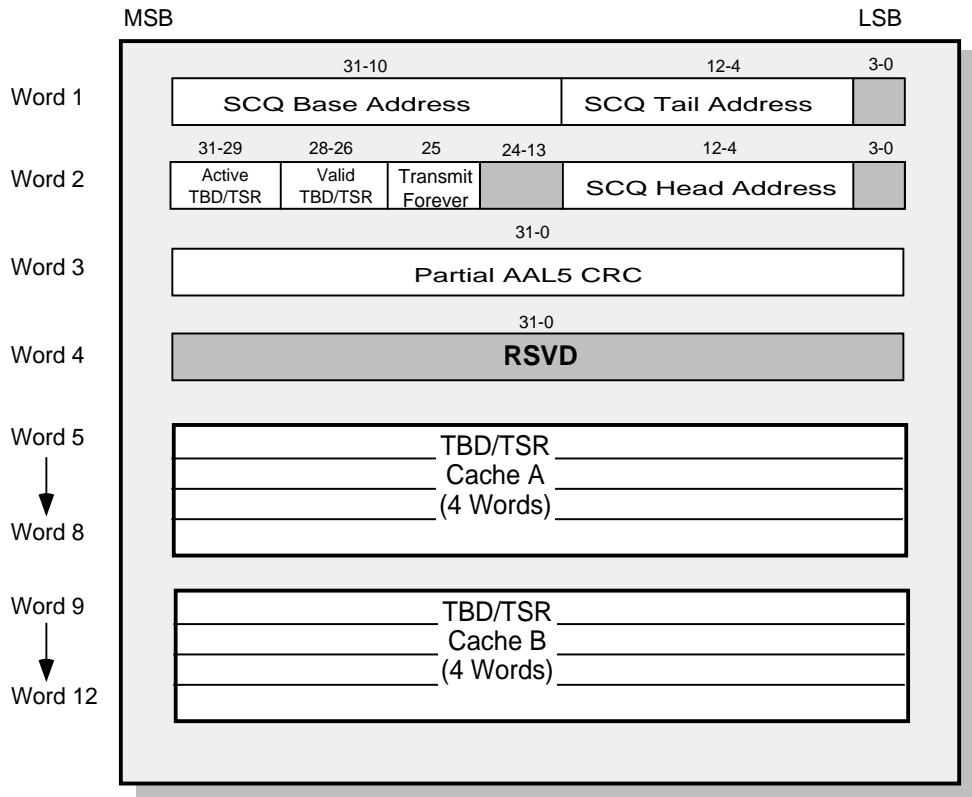 MSB LSB
31-10 12-4 3-0
Word 1 SCQ Base Address SCQ Tail Address
31-29 28-26 25 24-13 12-4 3-0
Word 2 Active TBD/TSR Valid TBD/TSR Transmit Forever SCQ Head Address
31-0
Word 3 Partial AAL5 CRC
31-0
Word 4 RSVD
Word 5 TBD/TSR
Cache A
(4 Words)
Word 8
Word 9 TBD/TSR
Cache B
(4 Words)
Word 12